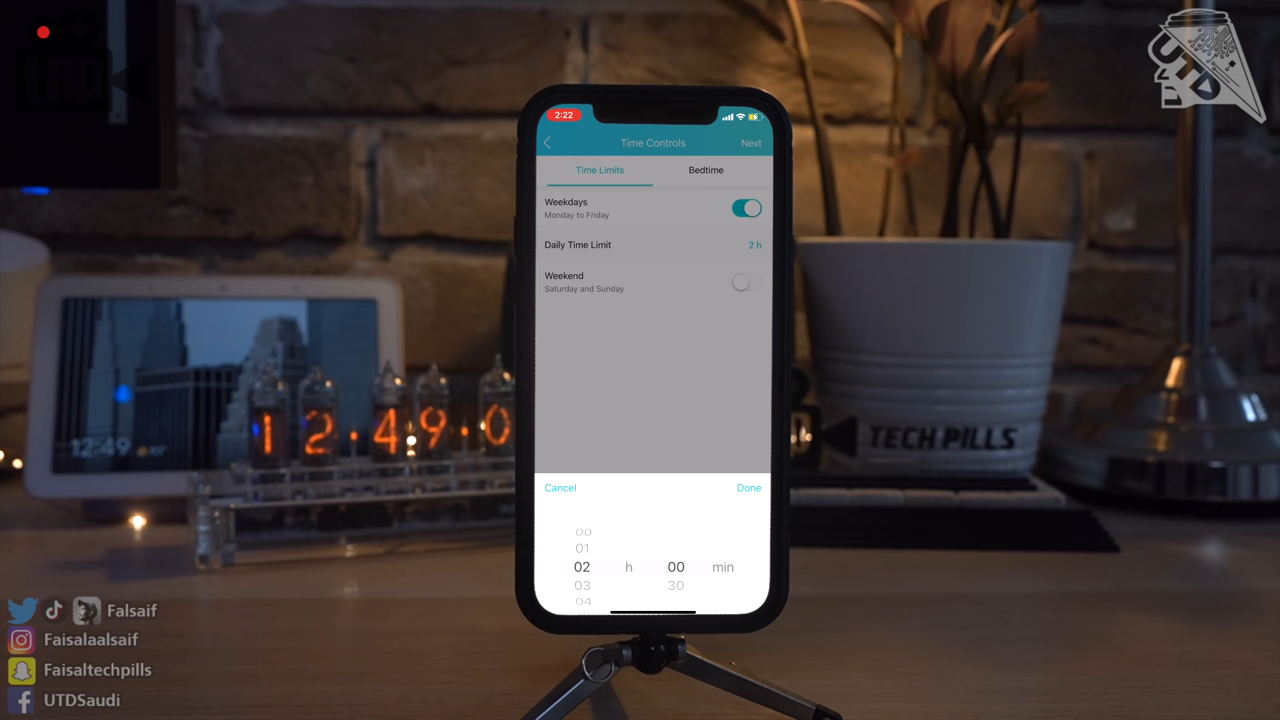 2:22
Time Controls
Next
Time Limits
Bedtime
Weekdays
Monday to Friday
Daily Time Limit
2 h
Weekend
Saturday and Sunday
Cancel
Done
00
01
02 h 00 min
03 30
04
12:49
12.49.0
TECH PILLS
Falsaif
Faisalaalsaif
Faisaltechpills
UTDSaudi